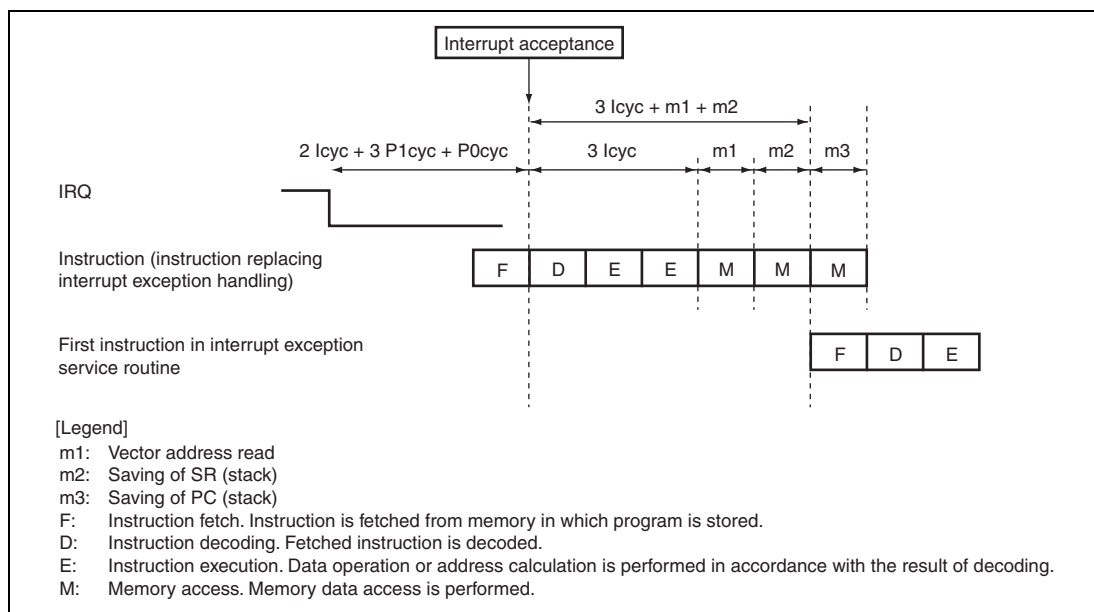 Interrupt acceptance
3 Icyc + m1 + m2
2 Icyc + 3 P1cyc + P0cyc
3 Icyc
m1
m2
m3
IRQ
Instruction (instruction replacing
interrupt exception handling)
F D E E M M M
First instruction in interrupt exception
service routine
F D E
[Legend]
m1: Vector address read
m2: Saving of SR (stack)
m3: Saving of PC (stack)
F: Instruction fetch. Instruction is fetched from memory in which program is stored.
D: Instruction decoding. Fetched instruction is decoded.
E: Instruction execution. Data operation or address calculation is performed in accordance with the result of decoding.
M: Memory access. Memory data access is performed.